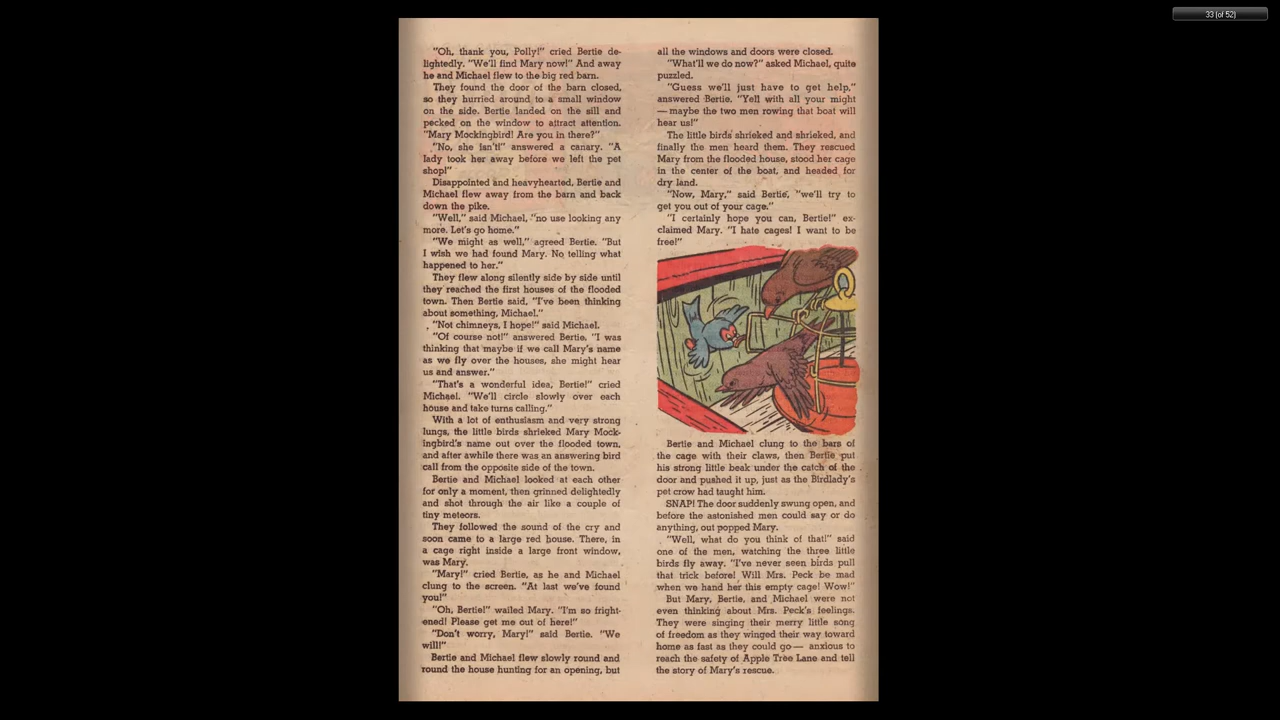 33 (of 52)
"Oh, thank you, Polly!" cried Bertie de-
lightedly. "We'll find Mary now!" And away
he and Michael flew to the big red barn.
They found the door of the barn closed,
so they hurried around to a small window
on the side. Bertie landed on the sill and
pecked on the window to attract attention.
"Mary Mockingbird! Are you in there?"
"No, she isn't!" answered a canary. "A
lady took her away before we left the pet
shop!"
Disappointed and heavyhearted, Bertie and
Michael flew away from the barn and back
down the pike.
"Well," said Michael, "no use looking any
more. Let's go home."
"We might as well," agreed Bertie. "But
I wish we had found Mary. No telling what
happened to her."
They flew along silently side by side until
they reached the first houses of the flooded
town. Then Bertie said, "I've been thinking
about something, Michael."
"Not chimneys, I hope!" said Michael.
"Of course not!" answered Bertie. "I was
thinking that maybe if we call Mary's name
as we fly over the houses, she might hear
us and answer."
"That's a wonderful idea, Bertie!" cried
Michael. "We'll circle slowly over each
house and take turns calling."
With a lot of enthusiasm and very strong
lungs, the little birds shrieked Mary Mock-
ingbird's name out over the flooded town,
and after awhile there was an answering bird
call from the opposite side of the town.
Bertie and Michael looked at each other
for only a moment, then grinned delightedly
and shot through the air like a couple of
tiny meteors.
They followed the sound of the cry and
soon came to a large red house. There, in
a cage right inside a large front window,
was Mary.
"Mary!" cried Bertie, as he and Michael
clung to the screen. "At last we've found
you!"
"Oh, Bertie!" wailed Mary. "I'm so fright-
ened! Please get me out of here!"
"Don't worry, Mary!" said Bertie. "We
will!"
Bertie and Michael flew slowly round and
round the house hunting for an opening, but
all the windows and doors were closed.
"What'll we do now?" asked Michael, quite
puzzled.
"Guess we'll just have to get help,"
answered Bertie. "Yell with all your might
— maybe the two men rowing that boat will
hear us!"
The little birds shrieked and shrieked, and
finally the men heard them. They rescued
Mary from the flooded house, stood her cage
in the center of the boat, and headed for
dry land.
"Now, Mary," said Bertie, "we'll try to
get you out of your cage."
"I certainly hope you can, Bertie!" ex-
claimed Mary. "I hate cages! I want to be
free!"
Bertie and Michael clung to the bars of
the cage with their claws, then Bertie put
his strong little beak under the catch of the
door and pushed it up, just as the Birdlady's
pet crow had taught him.
SNAP! The door suddenly swung open, and
before the astonished men could say or do
anything, out popped Mary.
"Well, what do you think of that!" said
one of the men, watching the three little
birds fly away. "I've never seen birds pull
that trick before! Will Mrs. Peck be mad
when we hand her this empty cage! Wow!"
But Mary, Bertie, and Michael were not
even thinking about Mrs. Peck's feelings.
They were singing their merry little song
of freedom as they winged their way toward
home as fast as they could go — anxious to
reach the safety of Apple Tree Lane and tell
the story of Mary's rescue.